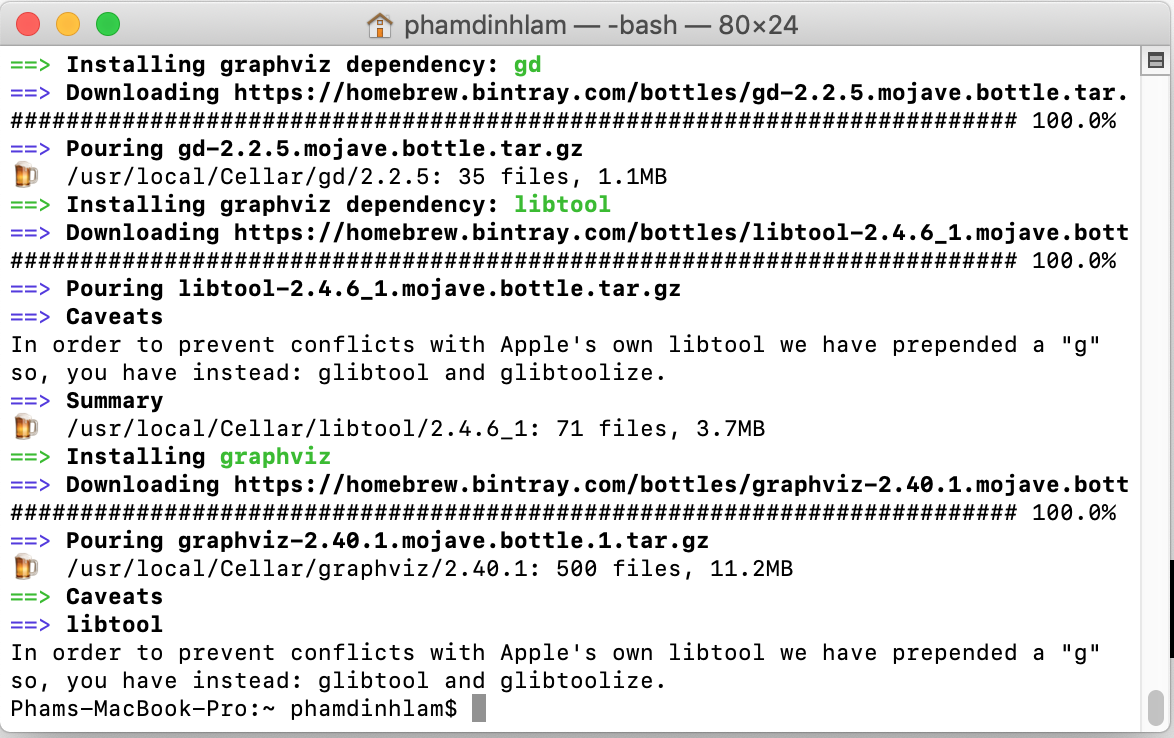 phamdinhlam — -bash — 80×24
==> Installing graphviz dependency: gd
==> Downloading https://homebrew.bintray.com/bottles/gd-2.2.5.mojave.bottle.tar.
######################################################################## 100.0%
==> Pouring gd-2.2.5.mojave.bottle.tar.gz
🍺  /usr/local/Cellar/gd/2.2.5: 35 files, 1.1MB
==> Installing graphviz dependency: libtool
==> Downloading https://homebrew.bintray.com/bottles/libtool-2.4.6_1.mojave.bott
######################################################################## 100.0%
==> Pouring libtool-2.4.6_1.mojave.bottle.tar.gz
==> Caveats
In order to prevent conflicts with Apple's own libtool we have prepended a "g"
so, you have instead: glibtool and glibtoolize.
==> Summary
🍺  /usr/local/Cellar/libtool/2.4.6_1: 71 files, 3.7MB
==> Installing graphviz
==> Downloading https://homebrew.bintray.com/bottles/graphviz-2.40.1.mojave.bott
######################################################################## 100.0%
==> Pouring graphviz-2.40.1.mojave.bottle.1.tar.gz
🍺  /usr/local/Cellar/graphviz/2.40.1: 500 files, 11.2MB
==> Caveats
==> libtool
In order to prevent conflicts with Apple's own libtool we have prepended a "g"
so, you have instead: glibtool and glibtoolize.
Phams-MacBook-Pro:~ phamdinhlam$